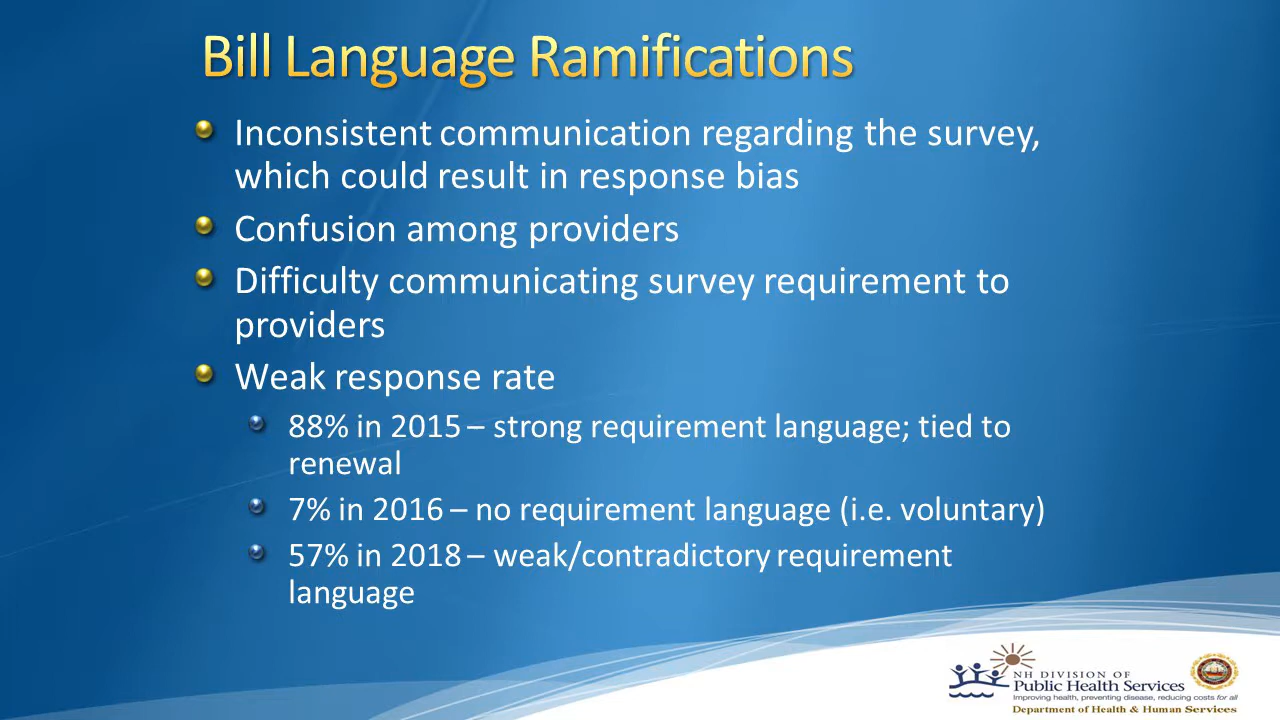 Bill Language Ramifications
Inconsistent communication regarding the survey,
which could result in response bias
Confusion among providers
Difficulty communicating survey requirement to
providers
Weak response rate
88% in 2015 – strong requirement language; tied to
renewal
7% in 2016 – no requirement language (i.e. voluntary)
57% in 2018 – weak/contradictory requirement
language
NH DIVISION OF
Public Health Services
Improving health, preventing disease, reducing costs for all
Department of Health & Human Services